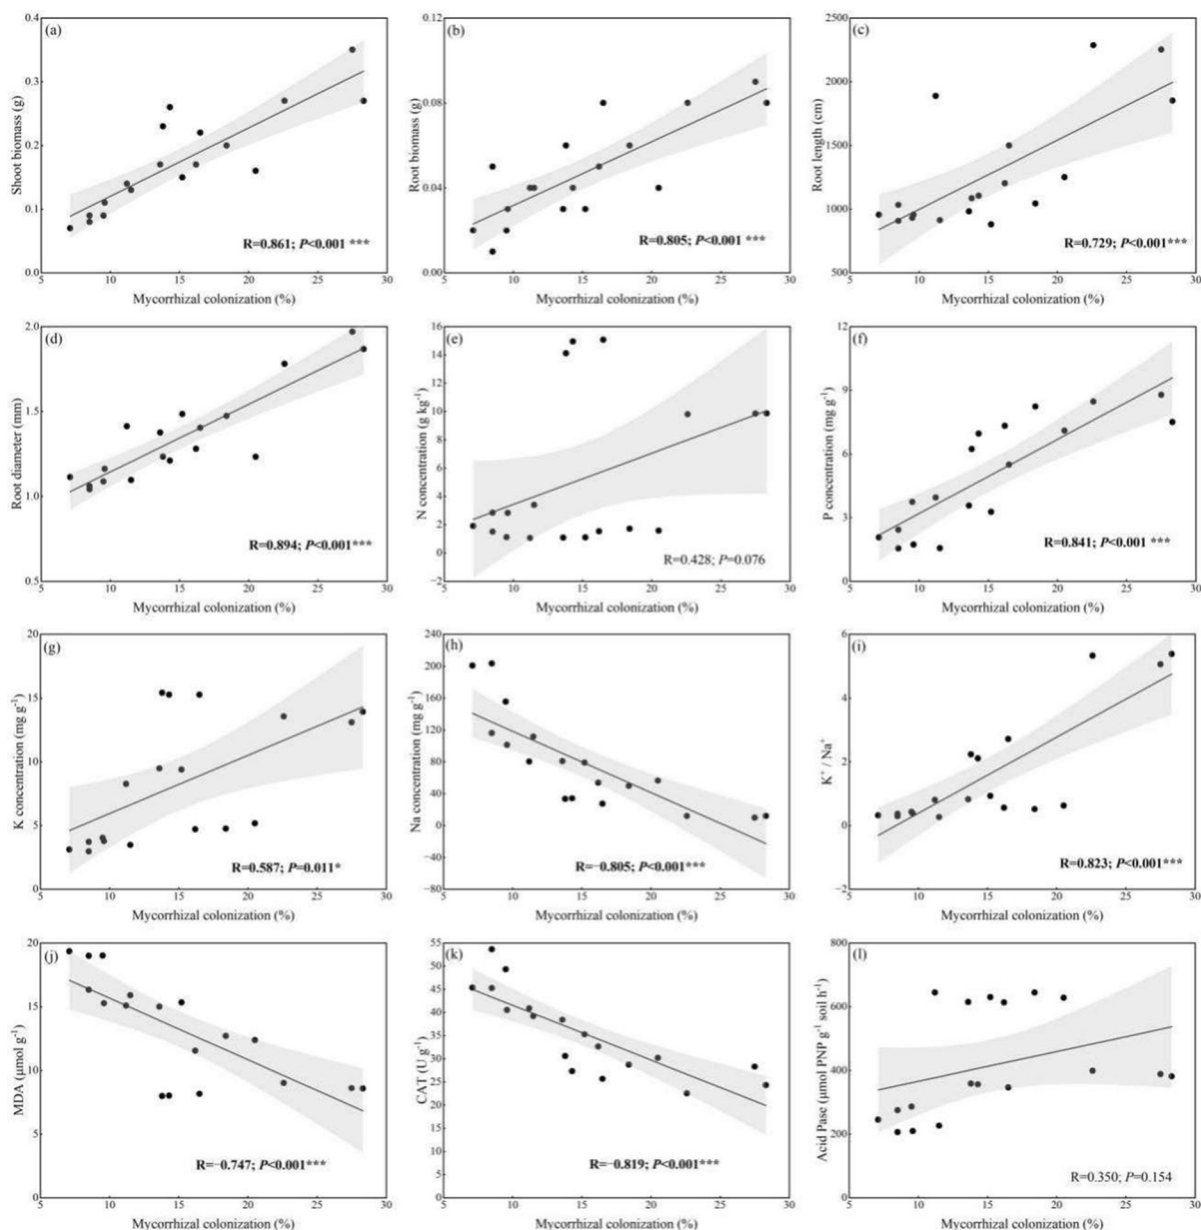 (a)
Shoot biomass (g)
0.4
0.3
0.2
0.1
0.0
R=0.861; P<0.001 ***
5 10 15 20 25 30
Mycorrhizal colonization (%)
(b)
Root biomass (g)
0.12
0.08
0.04
0.00
R=0.805; P<0.001 ***
5 10 15 20 25 30
Mycorrhizal colonization (%)
(c)
Root length (cm)
2500
2000
1500
1000
500
R=0.729; P<0.001***
5 10 15 20 25 30
Mycorrhizal colonization (%)
(d)
Root diameter (mm)
2.0
1.5
1.0
0.5
R=0.894; P<0.001***
5 10 15 20 25 30
Mycorrhizal colonization (%)
(e)
N concentration (g kg⁻¹)
16
14
12
10
8
6
4
2
0
−2
R=0.428; P=0.076
5 10 15 20 25 30
Mycorrhizal colonization (%)
(f)
P concentration (mg g⁻¹)
12
9
6
3
0
R=0.841; P<0.001 ***
5 10 15 20 25 30
Mycorrhizal colonization (%)
(g)
K concentration (mg g⁻¹)
20
15
10
5
0
R=0.587; P=0.011*
5 10 15 20 25 30
Mycorrhizal colonization (%)
(h)
Na concentration (mg g⁻¹)
240
200
160
120
80
40
0
−40
−80
R=−0.805; P<0.001***
5 10 15 20 25 30
Mycorrhizal colonization (%)
(i)
K⁺ / Na⁺
6
4
2
0
−2
R=0.823; P<0.001***
5 10 15 20 25 30
Mycorrhizal colonization (%)
(j)
MDA (μmol g⁻¹)
20
15
10
5
0
R=−0.747; P<0.001***
5 10 15 20 25 30
Mycorrhizal colonization (%)
(k)
CAT (U g⁻¹)
55
50
45
40
35
30
25
20
15
10
5
0
R=−0.819; P<0.001***
5 10 15 20 25 30
Mycorrhizal colonization (%)
(l)
Acid Pase (μmol PNP g⁻¹ soil h⁻¹)
800
600
400
200
0
R=0.350; P=0.154
5 10 15 20 25 30
Mycorrhizal colonization (%)